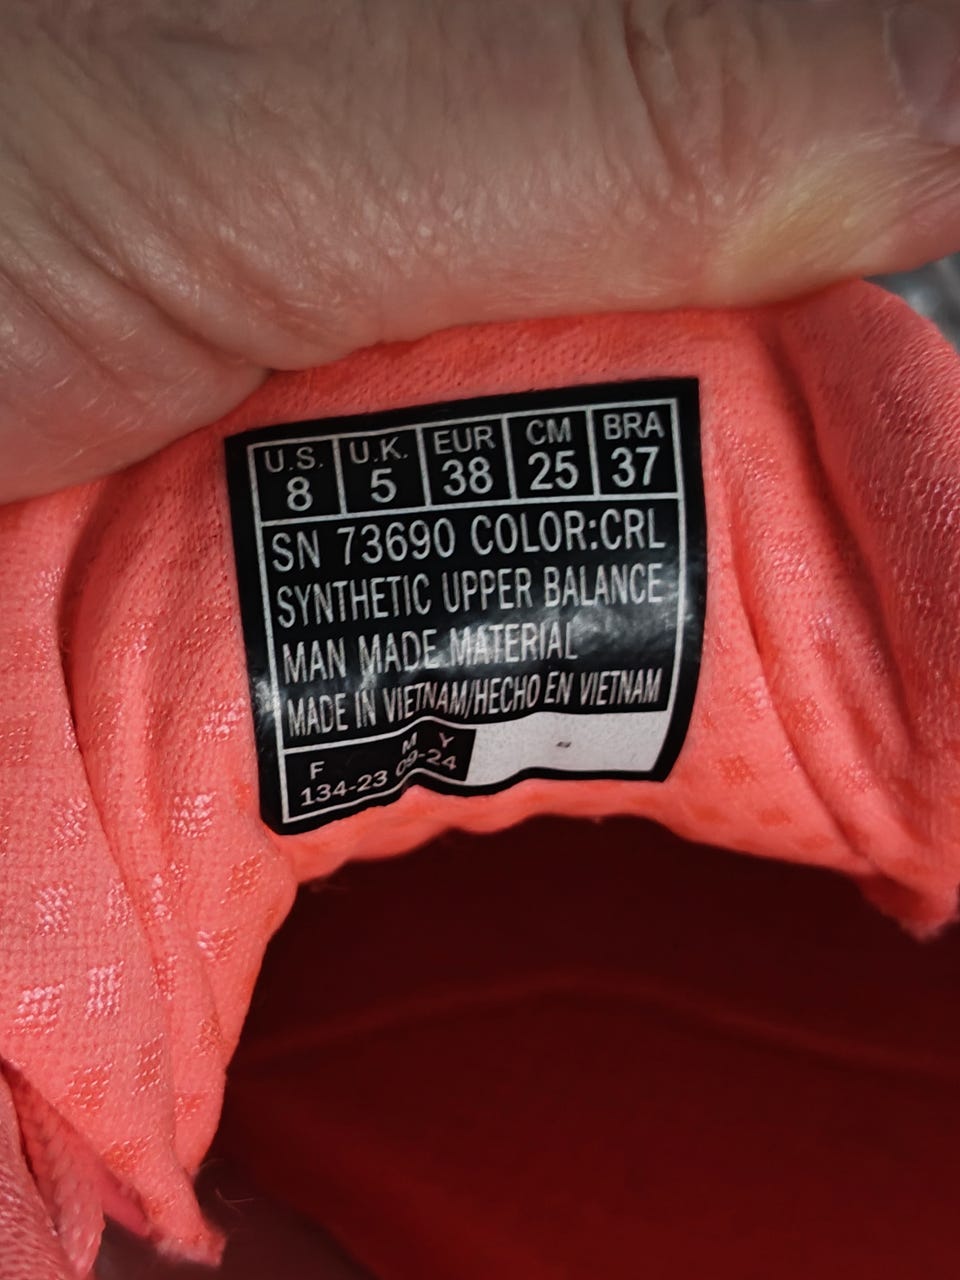 U.S. U.K. EUR CM BRA
8 5 38 25 37
SN 73690 COLOR:CRL
SYNTHETIC UPPER BALANCE
MAN MADE MATERIAL
MADE IN VIETNAM/HECHO EN VIETNAM
F M Y
134-23 09-24